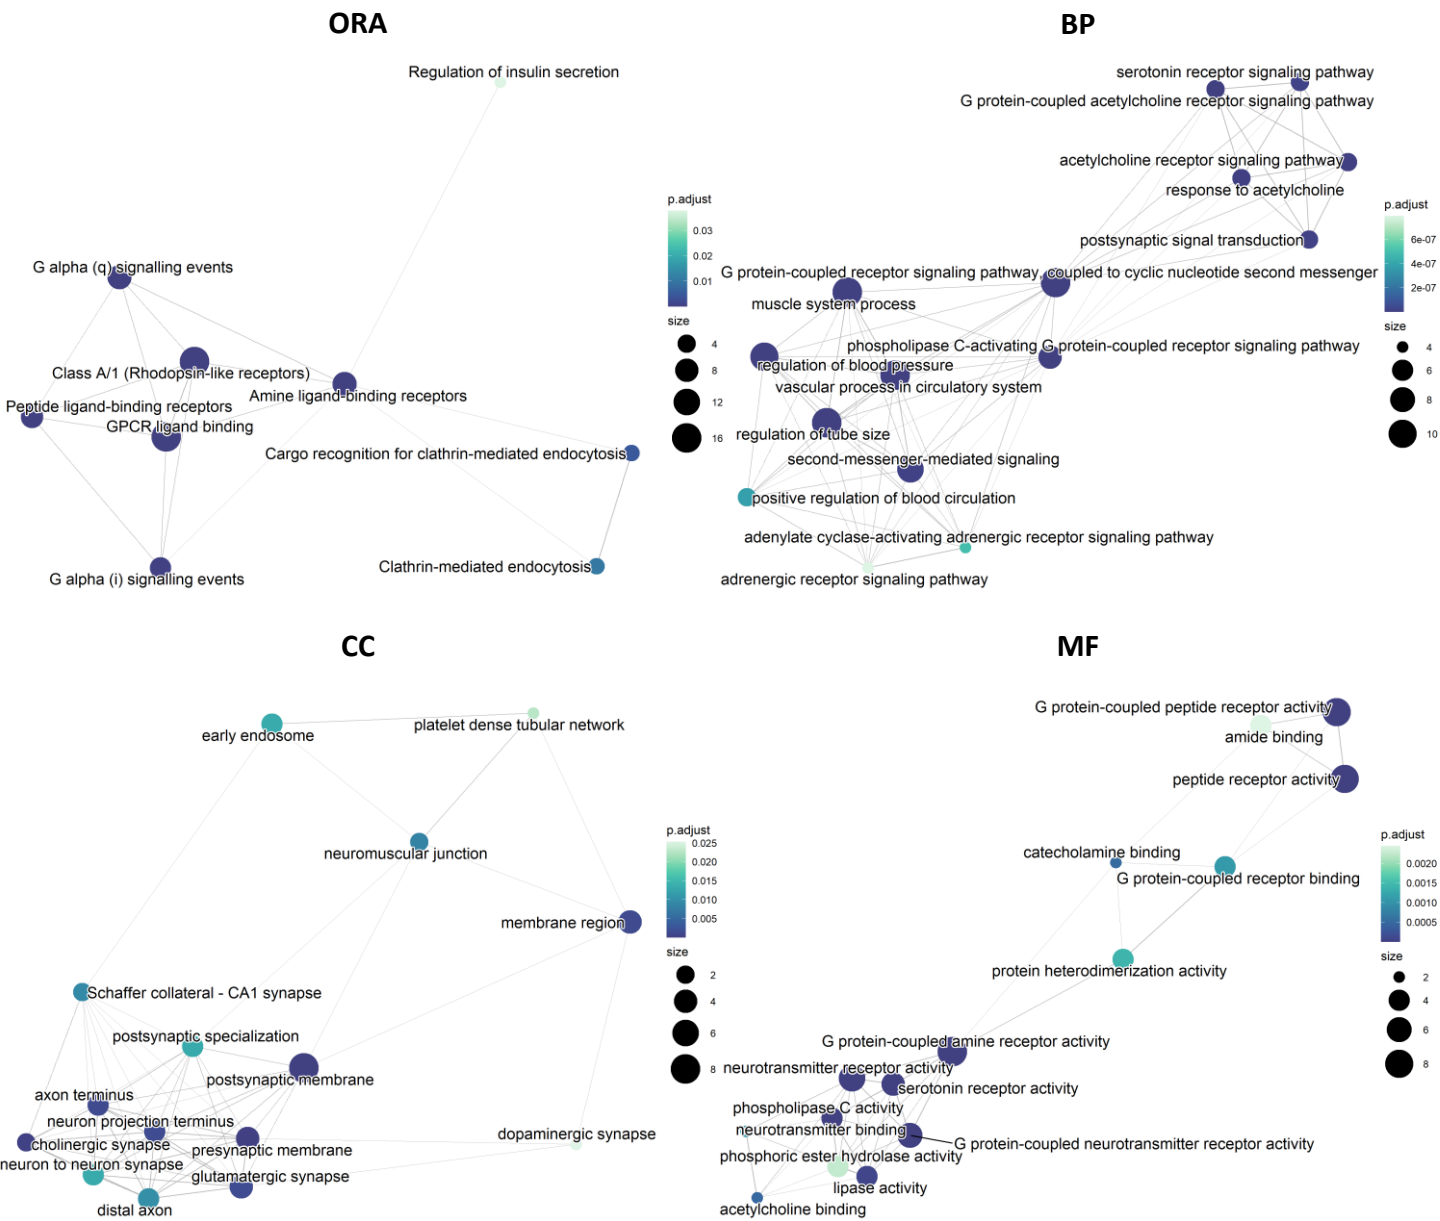 ORA
Regulation of insulin secretion
G alpha (q) signalling events
Class A/1 (Rhodopsin-like receptors)
Amine ligand-binding receptors
Peptide ligand-binding receptors
GPCR ligand binding
Cargo recognition for clathrin-mediated endocytosis
Clathrin-mediated endocytosis
G alpha (i) signalling events
p.adjust
0.03
0.02
0.01
size
4
8
12
16
BP
serotonin receptor signaling pathway
G protein-coupled acetylcholine receptor signaling pathway
acetylcholine receptor signaling pathway
response to acetylcholine
postsynaptic signal transduction
G protein-coupled receptor signaling pathway, coupled to cyclic nucleotide second messenger
muscle system process
phospholipase C-activating G protein-coupled receptor signaling pathway
regulation of blood pressure
vascular process in circulatory system
regulation of tube size
second-messenger-mediated signaling
positive regulation of blood circulation
adenylate cyclase-activating adrenergic receptor signaling pathway
adrenergic receptor signaling pathway
p.adjust
6e-07
4e-07
2e-07
size
4
6
8
10
CC
early endosome
platelet dense tubular network
neuromuscular junction
membrane region
Schaffer collateral - CA1 synapse
postsynaptic specialization
postsynaptic membrane
axon terminus
neuron projection terminus
cholinergic synapse
presynaptic membrane
dopaminergic synapse
neuron to neuron synapse
glutamatergic synapse
distal axon
p.adjust
0.025
0.020
0.015
0.010
0.005
size
2
4
6
8
MF
G protein-coupled peptide receptor activity
amide binding
peptide receptor activity
catecholamine binding
G protein-coupled receptor binding
protein heterodimerization activity
G protein-coupled amine receptor activity
neurotransmitter receptor activity
serotonin receptor activity
phospholipase C activity
neurotransmitter binding
G protein-coupled neurotransmitter receptor activity
phosphoric ester hydrolase activity
lipase activity
acetylcholine binding
p.adjust
0.0020
0.0015
0.0010
0.0005
size
2
4
6
8